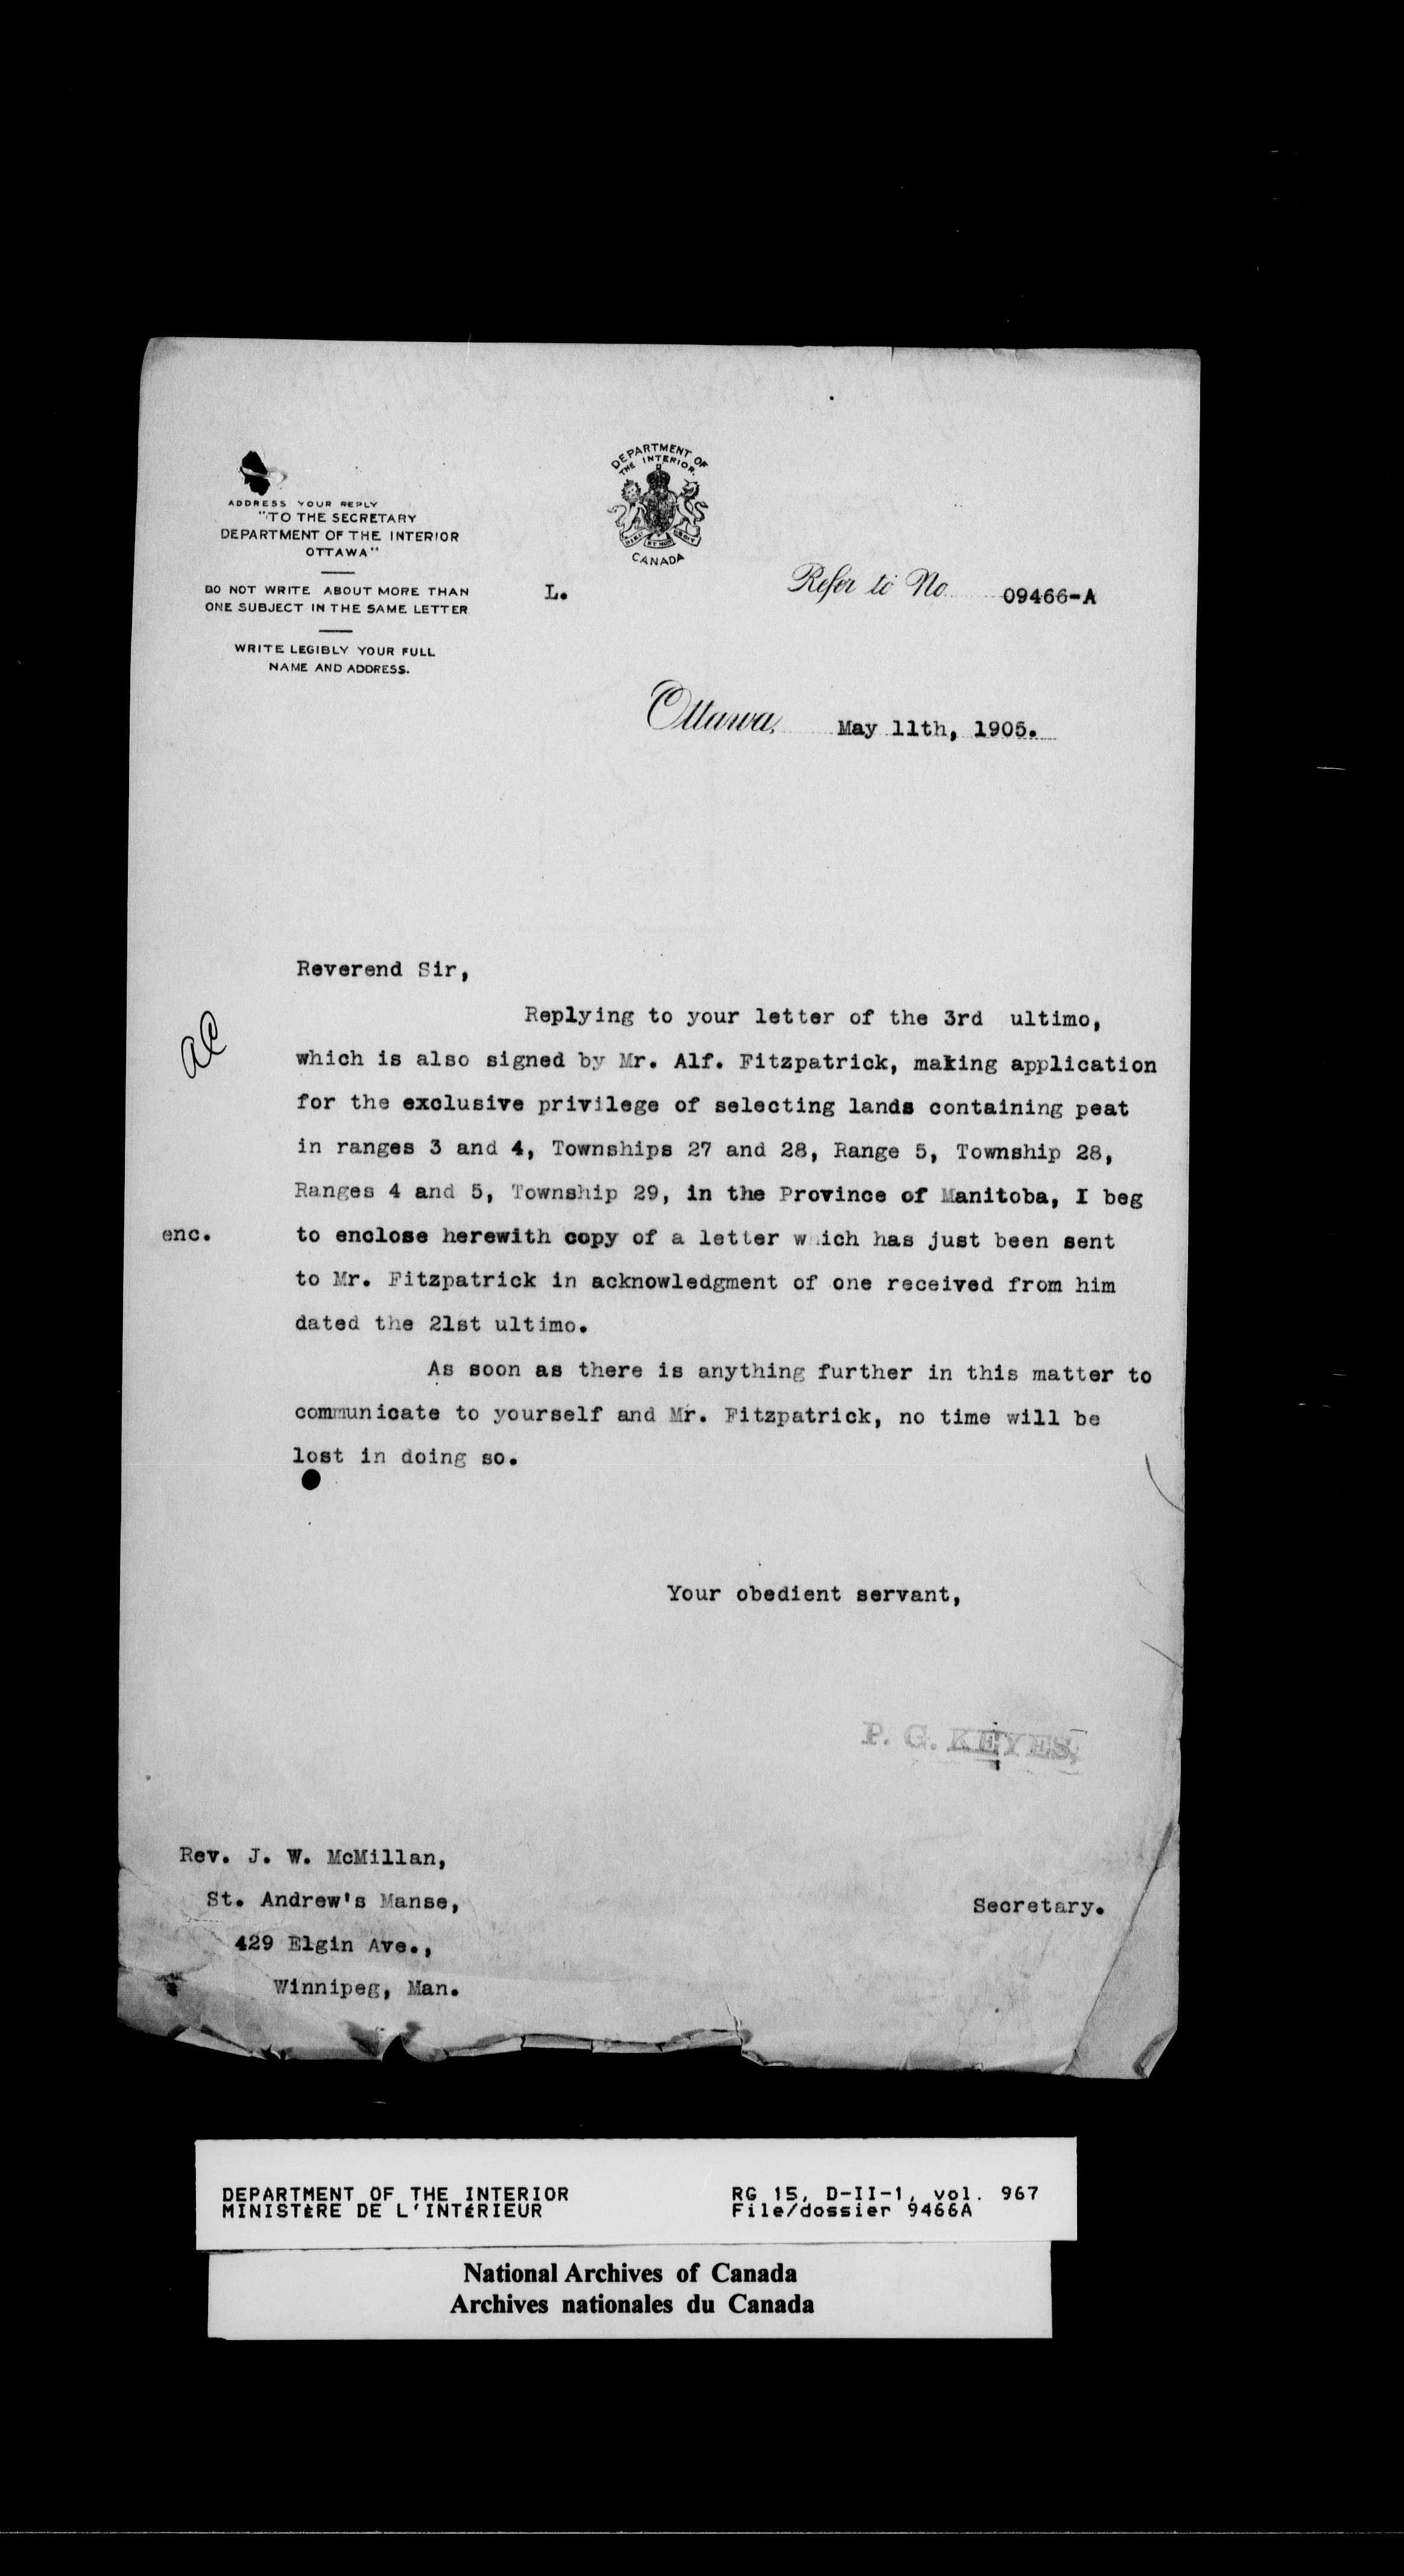 ADDRESS YOUR REPLY
"TO THE SECRETARY
DEPARTMENT OF THE INTERIOR
OTTAWA"
DO NOT WRITE ABOUT MORE THAN
ONE SUBJECT IN THE SAME LETTER
WRITE LEGIBLY YOUR FULL
NAME AND ADDRESS.
DEPARTMENT OF
THE INTERIOR.
DIEU ET MON DROIT
CANADA
L.
Refer to No 09466-A
Ottawa, May 11th, 1905.
Reverend Sir,
Replying to your letter of the 3rd ultimo,
which is also signed by Mr. Alf. Fitzpatrick, making application
for the exclusive privilege of selecting lands containing peat
in ranges 3 and 4, Townships 27 and 28, Range 5, Township 28,
Ranges 4 and 5, Township 29, in the Province of Manitoba, I beg
enc. to enclose herewith copy of a letter which has just been sent
to Mr. Fitzpatrick in acknowledgment of one received from him
dated the 21st ultimo.
As soon as there is anything further in this matter to
communicate to yourself and Mr. Fitzpatrick, no time will be
lost in doing so.
Your obedient servant,
P. G. KEYES,
Secretary.
Rev. J. W. McMillan,
St. Andrew's Manse,
429 Elgin Ave.,
Winnipeg, Man.
DEPARTMENT OF THE INTERIOR
MINISTÈRE DE L'INTÉRIEUR
RG 15, D-II-1, vol. 967
File/dossier 9466A
National Archives of Canada
Archives nationales du Canada